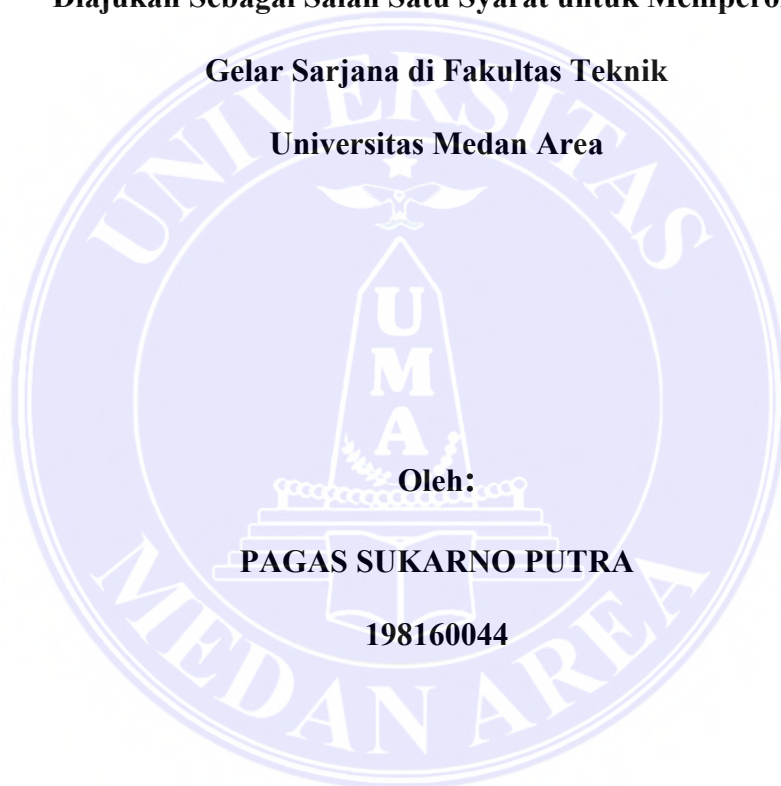 Diajukan Sebagai Salah Satu Syarat untuk Memperol
Gelar Sarjana di Fakultas Teknik
Universitas Medan Area
UNIVERSITAS
UMA
Oleh:
PAGAS SUKARNO PUTRA
198160044
MEDAN AREA